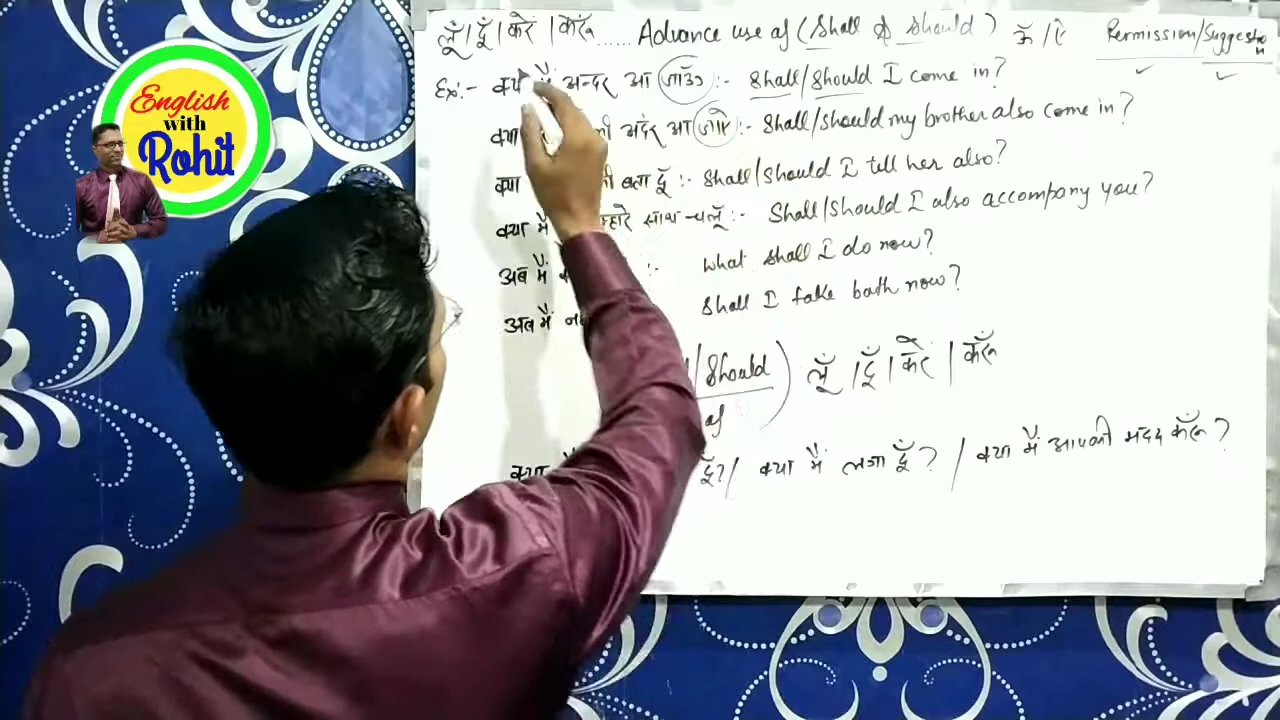 English
with
Rohit
लूँ / दूँ / करें / करूँ ...... Advance use of (Shall & Should) ऊँ / ए Permission/Suggestion
Ex:- क्या मैं अन्दर आ जाऊँ :- Shall/Should I come in?
क्या अंदर आ जाये :- Shall/Should my brother also come in?
क्या बता दूँ :- Shall/Should I tell her also?
क्या मैं साथ चलूँ :- Shall/Should I also accompany you?
अब मैं :- What shall I do now?
अब मैं Shall I take bath now?
/Should) लूँ / दूँ / करें / करूँ
of
क्या मैं दूँ? / क्या मैं लगा दूँ? / क्या मैं आपकी मदद करूँ?